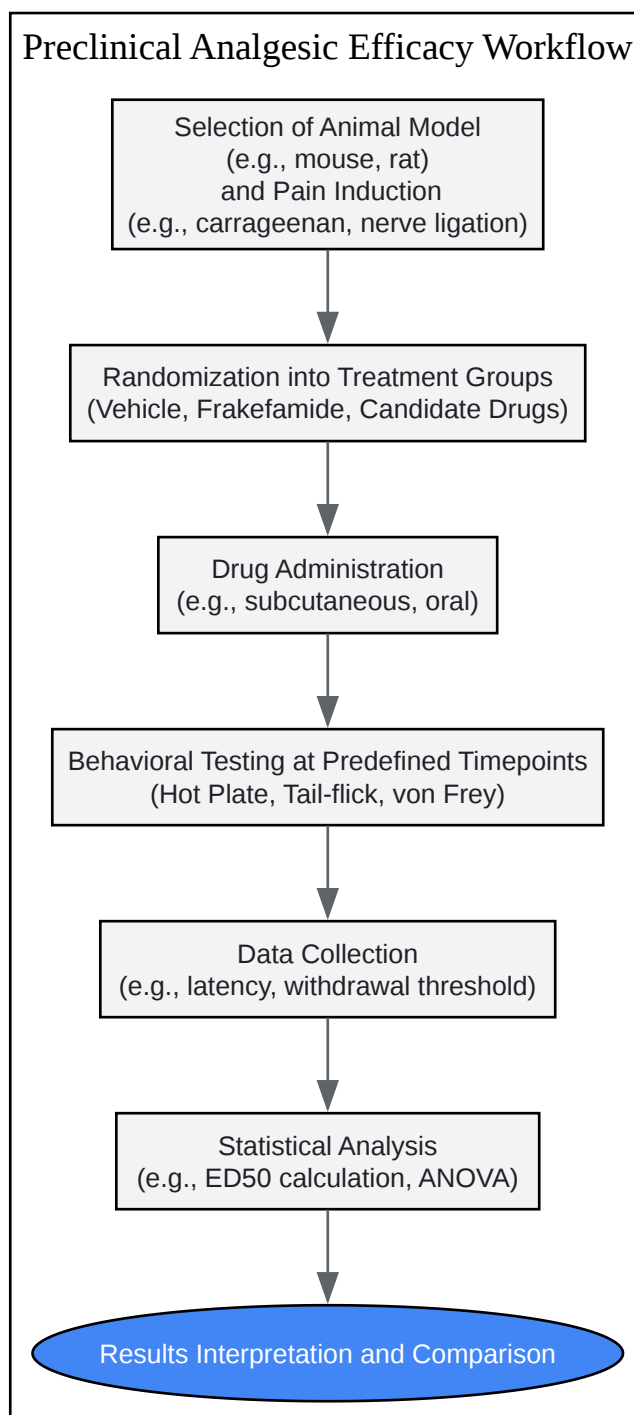 Preclinical Analgesic Efficacy Workflow
Selection of Animal Model
(e.g., mouse, rat)
and Pain Induction
(e.g., carrageenan, nerve ligation)
Randomization into Treatment Groups
(Vehicle, Frakefamide, Candidate Drugs)
Drug Administration
(e.g., subcutaneous, oral)
Behavioral Testing at Predefined Timepoints
(Hot Plate, Tail-flick, von Frey)
Data Collection
(e.g., latency, withdrawal threshold)
Statistical Analysis
(e.g., ED50 calculation, ANOVA)
Results Interpretation and Comparison